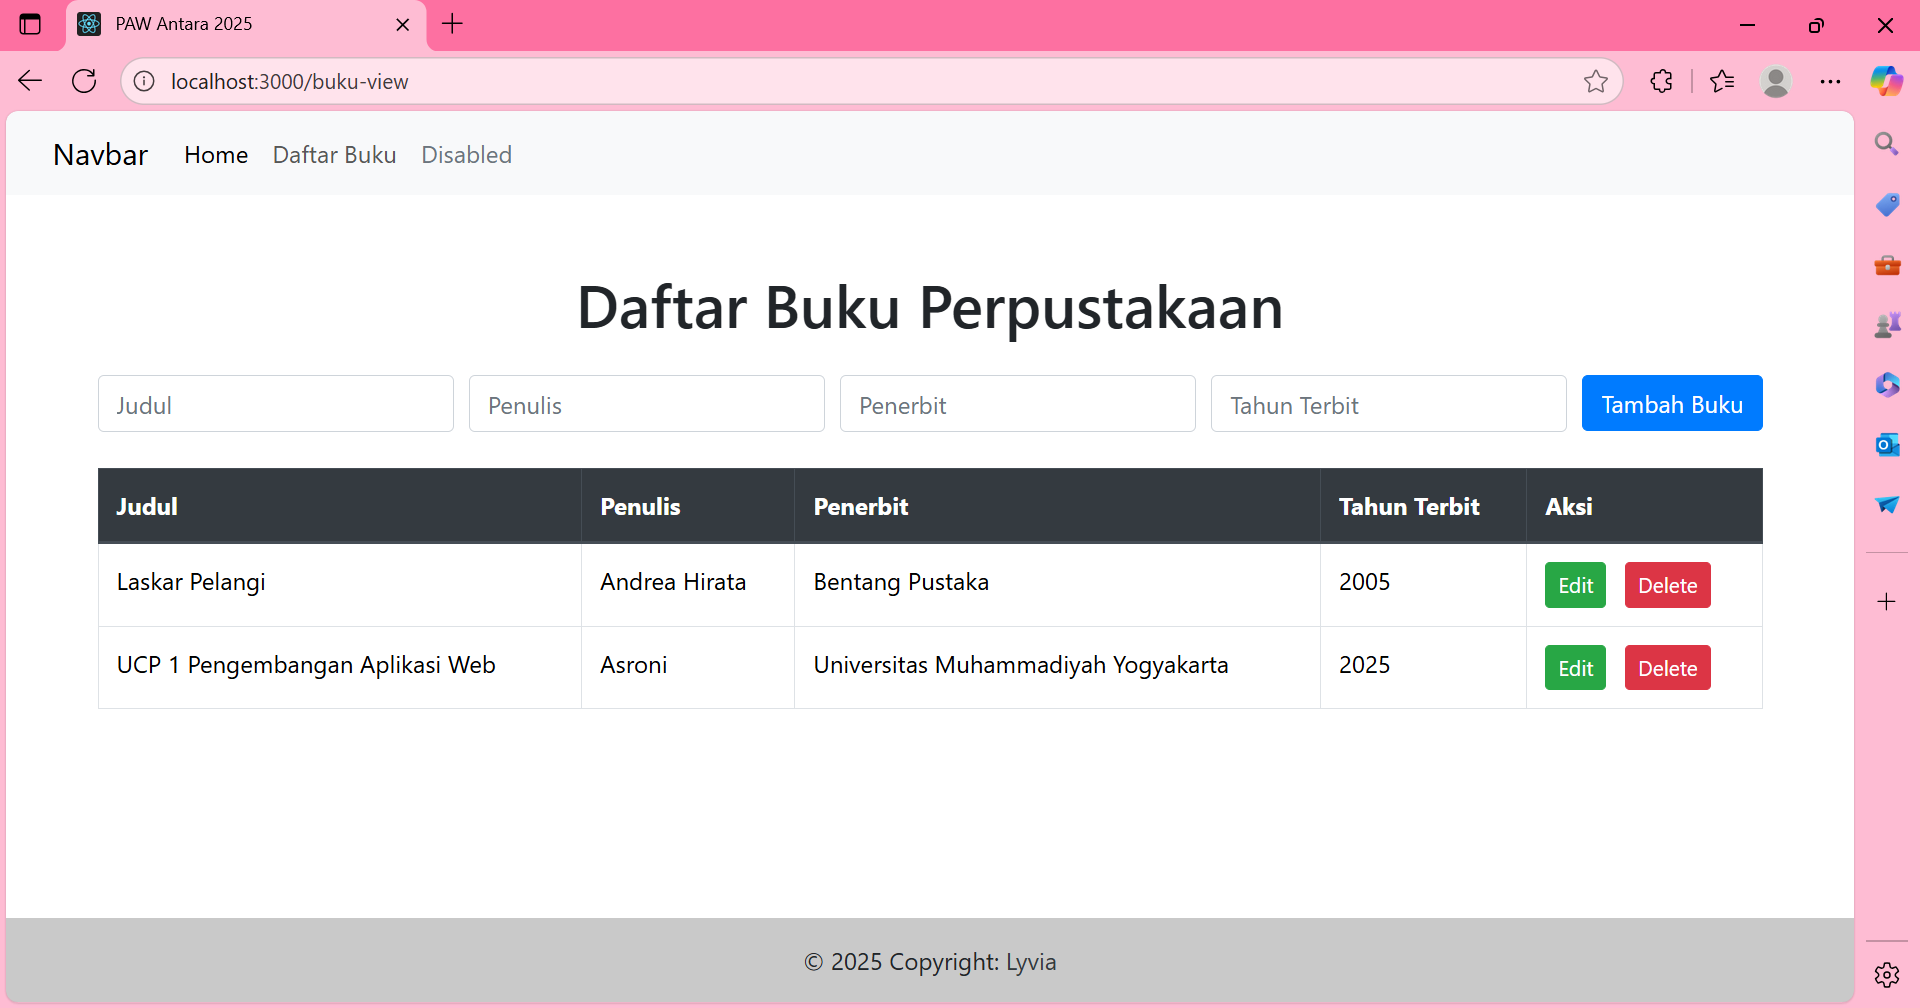 PAW Antara 2025
localhost:3000/buku-view
Navbar Home Daftar Buku Disabled
Daftar Buku Perpustakaan
Judul Penulis Penerbit Tahun Terbit Tambah Buku
Judul Penulis Penerbit Tahun Terbit Aksi
Laskar Pelangi Andrea Hirata Bentang Pustaka 2005 Edit Delete
UCP 1 Pengembangan Aplikasi Web Asroni Universitas Muhammadiyah Yogyakarta 2025 Edit Delete
© 2025 Copyright: Lyvia